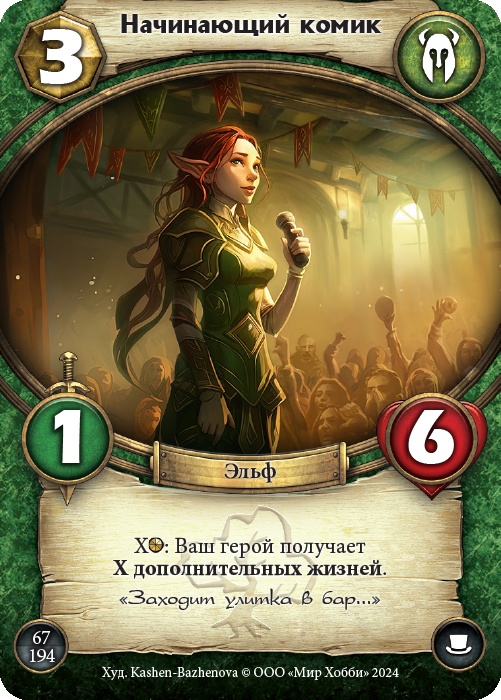 3
Начинающий комик
1
6
Эльф
X: Ваш герой получает
X дополнительных жизней.
«Заходит улитка в бар...»
67
194
Худ. Kashen-Bazhenova © ООО «Мир Хобби» 2024